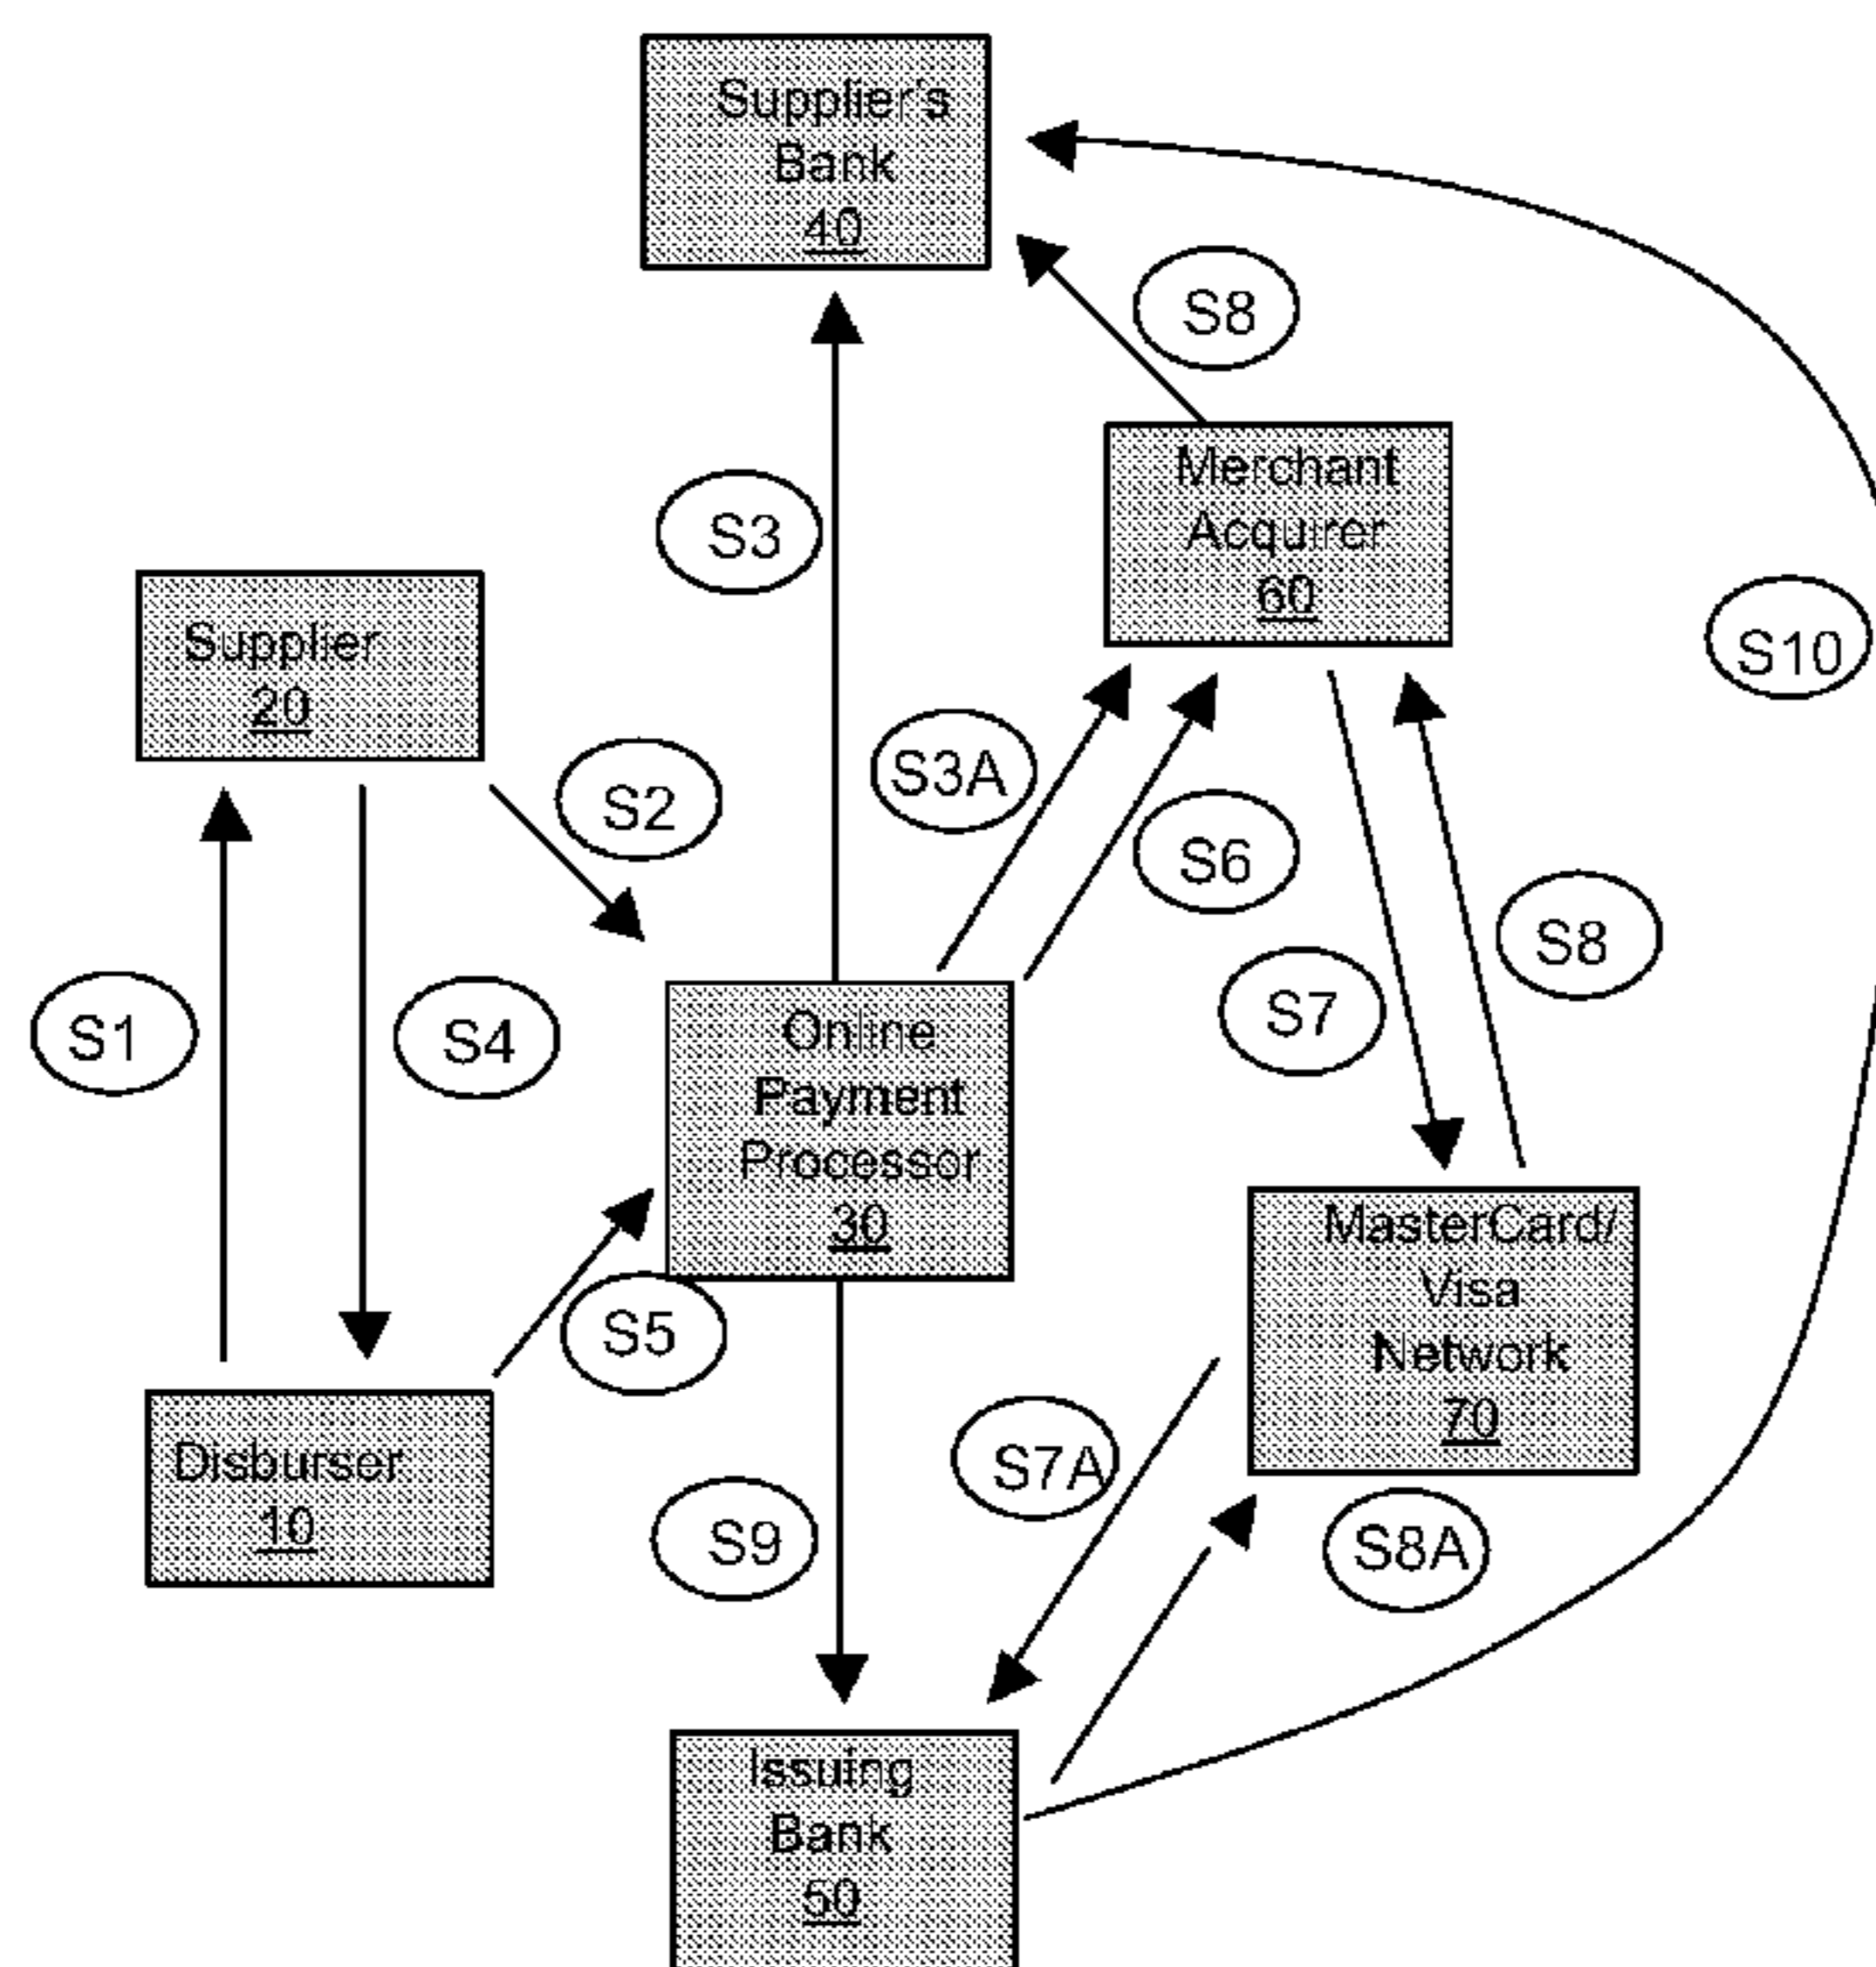 Supplier's
Bank
40
S8
S3
Merchant
Acquirer
60
S10
Supplier
20
S3A
S2
S6
S8
S7
S1
S4
Online
Payment
Processor
30
MasterCard/
Visa
Network
70
S5
Disburser
10
S7A
S9
S8A
Issuing
Bank
50